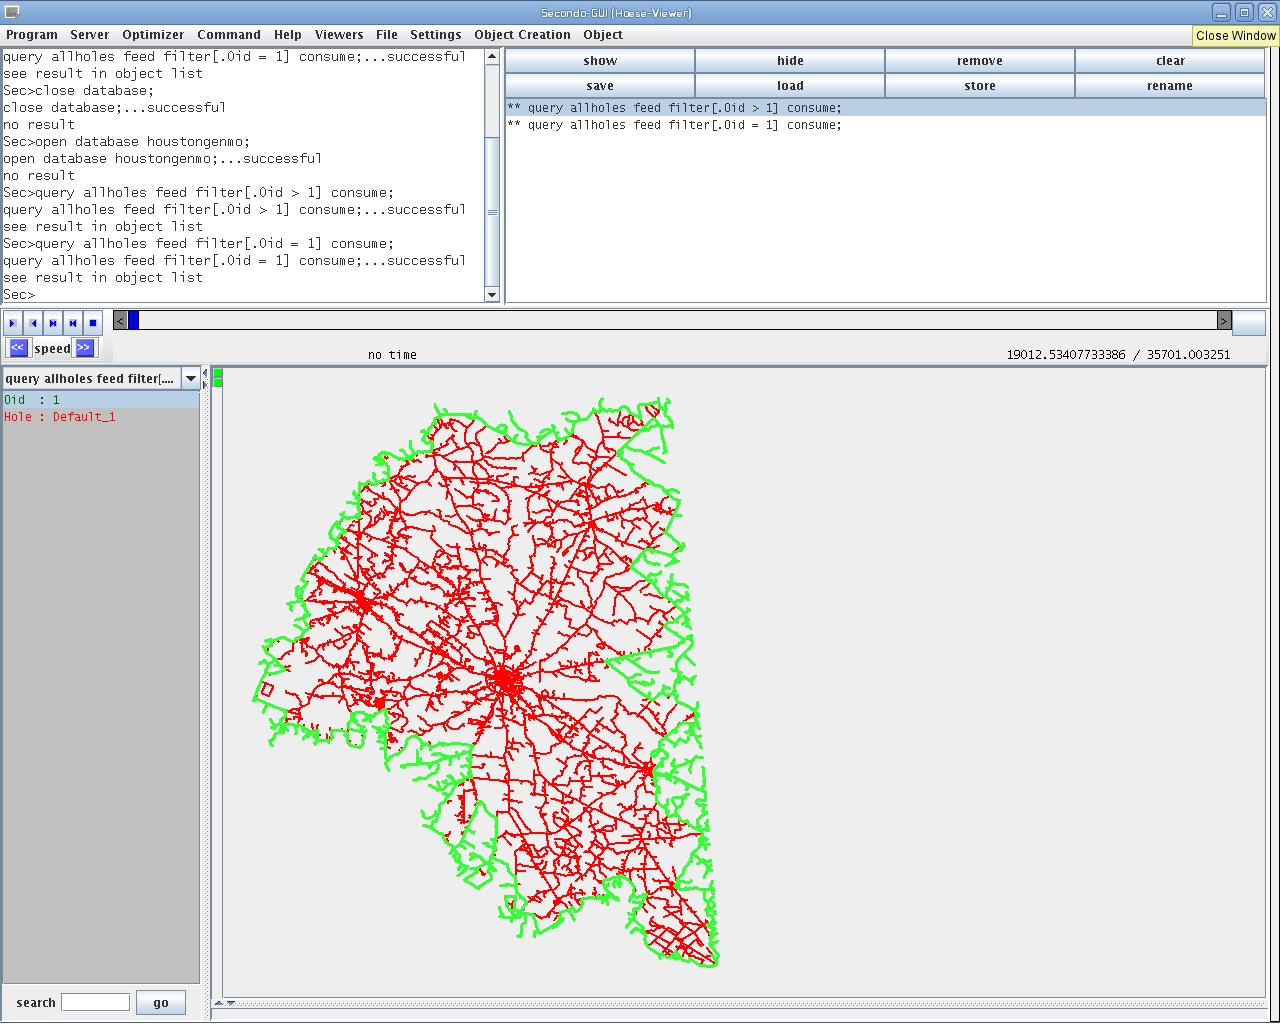 Secondo-GUI (Hoese-Viewer)
Program Server Optimizer Command Help Viewers File Settings Object Creation Object
Close Window
query allholes feed filter[.Oid = 1] consume;...successful
see result in object list
Sec>close database;
close database;...successful
no result
Sec>open database houstongenmo;
open database houstongenmo;...successful
no result
Sec>query allholes feed filter[.Oid > 1] consume;
query allholes feed filter[.Oid > 1] consume;...successful
see result in object list
Sec>query allholes feed filter[.Oid = 1] consume;
query allholes feed filter[.Oid = 1] consume;...successful
see result in object list
Sec>
show hide remove clear
save load store rename
** query allholes feed filter[.Oid > 1] consume;
** query allholes feed filter[.Oid = 1] consume;
< >
<< speed >>
no time
19012.53407733386 / 35701.003251
query allholes feed filter[....
Oid : 1
Hole : Default_1
search go